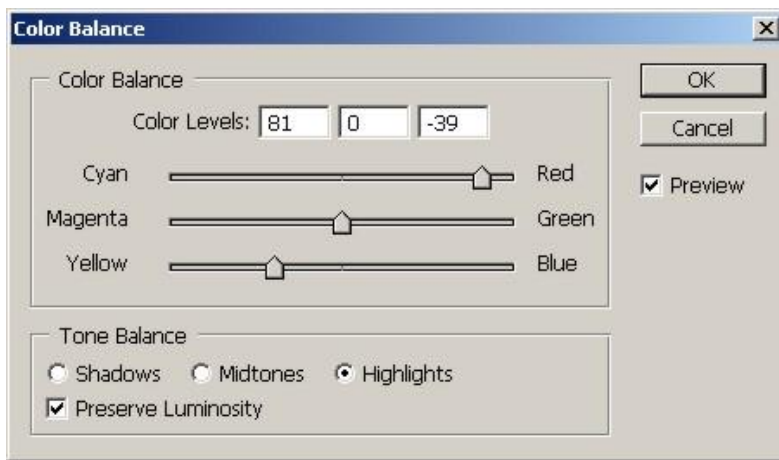 Color Balance
Color Balance
Color Levels: 81 0 -39
Cyan Red
Magenta Green
Yellow Blue
Tone Balance
Shadows Midtones Highlights
Preserve Luminosity
OK
Cancel
Preview